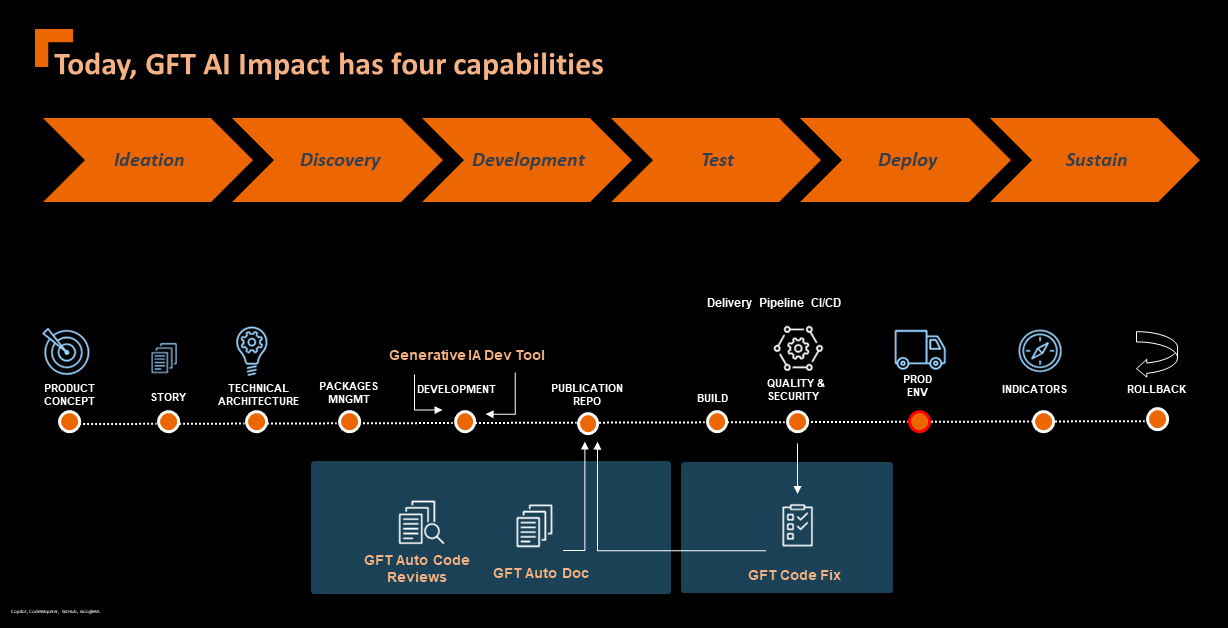 Today, GFT AI Impact has four capabilities
Ideation
Discovery
Development
Test
Deploy
Sustain
Delivery Pipeline CI/CD
Generative IA Dev Tool
PRODUCT
CONCEPT
STORY
TECHNICAL
ARCHITECTURE
PACKAGES
MNGMT
DEVELOPMENT
PUBLICATION
REPO
BUILD
QUALITY &
SECURITY
PROD
ENV
INDICATORS
ROLLBACK
GFT Auto Code
Reviews
GFT Auto Doc
GFT Code Fix
Copilot, CodeWisperer, GitHub,